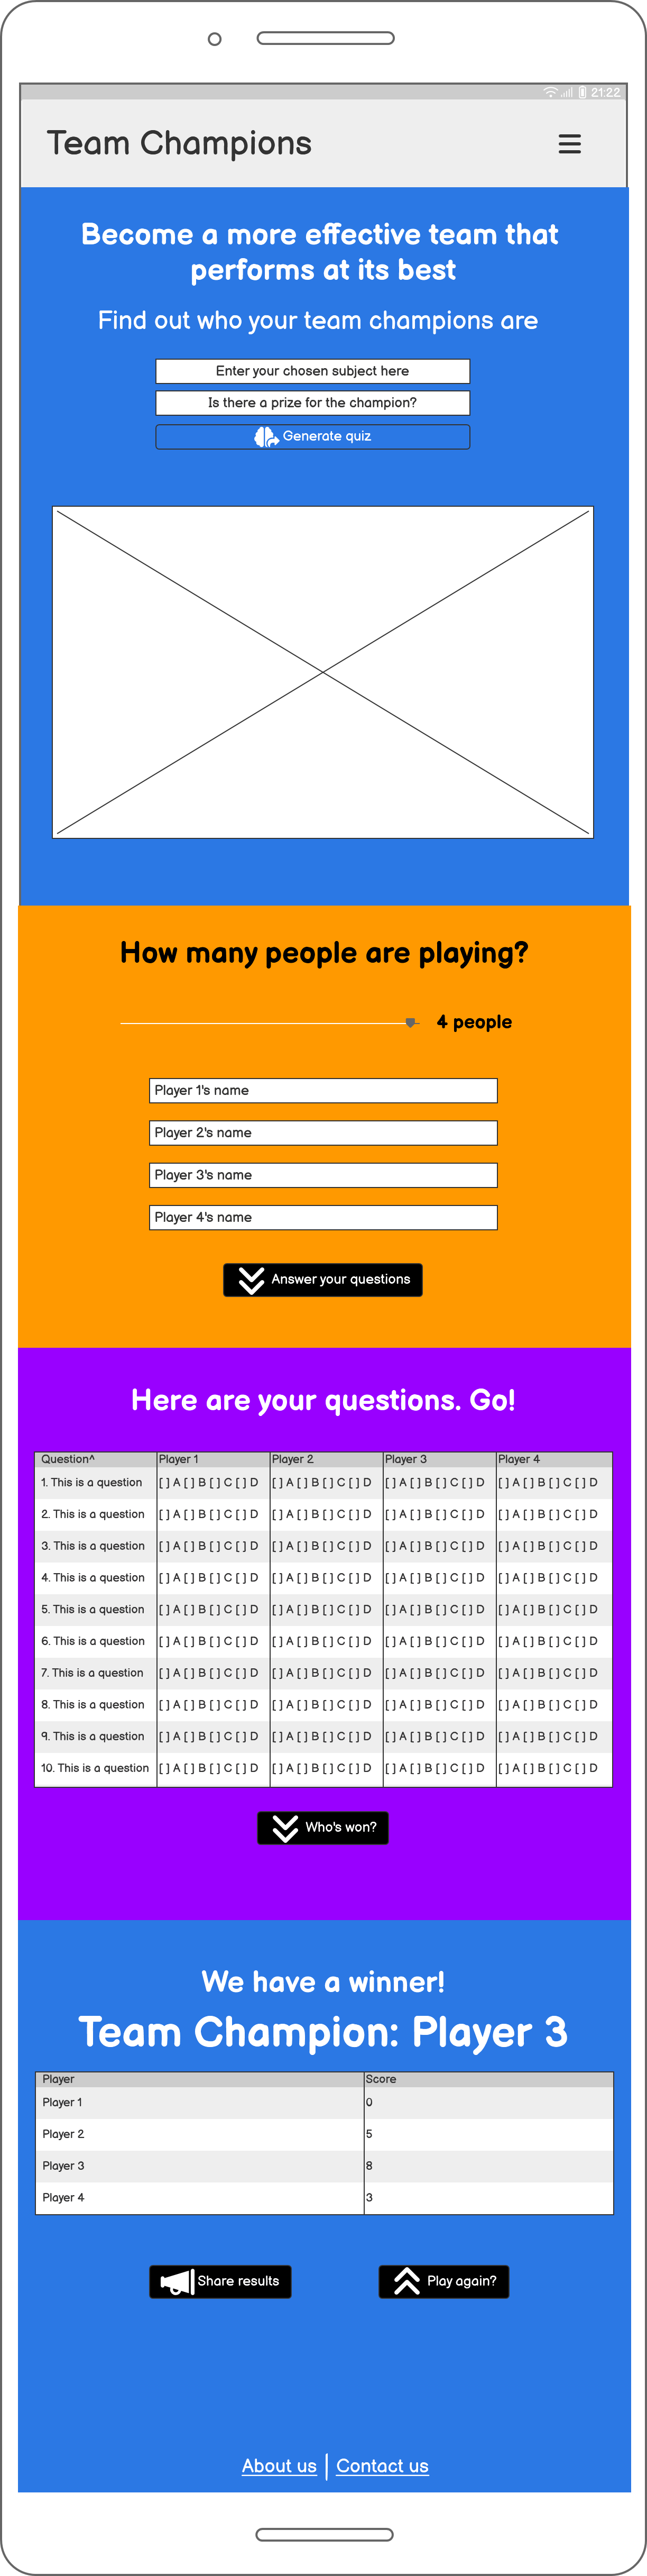 21:22
Team Champions
Become a more effective team that
performs at its best
Find out who your team champions are
Enter your chosen subject here
Is there a prize for the champion?
Generate quiz
How many people are playing?
4 people
Player 1's name
Player 2's name
Player 3's name
Player 4's name
Answer your questions
Here are your questions. Go!
Question^ Player 1 Player 2 Player 3 Player 4
1. This is a question [ ] A [ ] B [ ] C [ ] D [ ] A [ ] B [ ] C [ ] D [ ] A [ ] B [ ] C [ ] D [ ] A [ ] B [ ] C [ ] D
2. This is a question [ ] A [ ] B [ ] C [ ] D [ ] A [ ] B [ ] C [ ] D [ ] A [ ] B [ ] C [ ] D [ ] A [ ] B [ ] C [ ] D
3. This is a question [ ] A [ ] B [ ] C [ ] D [ ] A [ ] B [ ] C [ ] D [ ] A [ ] B [ ] C [ ] D [ ] A [ ] B [ ] C [ ] D
4. This is a question [ ] A [ ] B [ ] C [ ] D [ ] A [ ] B [ ] C [ ] D [ ] A [ ] B [ ] C [ ] D [ ] A [ ] B [ ] C [ ] D
5. This is a question [ ] A [ ] B [ ] C [ ] D [ ] A [ ] B [ ] C [ ] D [ ] A [ ] B [ ] C [ ] D [ ] A [ ] B [ ] C [ ] D
6. This is a question [ ] A [ ] B [ ] C [ ] D [ ] A [ ] B [ ] C [ ] D [ ] A [ ] B [ ] C [ ] D [ ] A [ ] B [ ] C [ ] D
7. This is a question [ ] A [ ] B [ ] C [ ] D [ ] A [ ] B [ ] C [ ] D [ ] A [ ] B [ ] C [ ] D [ ] A [ ] B [ ] C [ ] D
8. This is a question [ ] A [ ] B [ ] C [ ] D [ ] A [ ] B [ ] C [ ] D [ ] A [ ] B [ ] C [ ] D [ ] A [ ] B [ ] C [ ] D
9. This is a question [ ] A [ ] B [ ] C [ ] D [ ] A [ ] B [ ] C [ ] D [ ] A [ ] B [ ] C [ ] D [ ] A [ ] B [ ] C [ ] D
10. This is a question [ ] A [ ] B [ ] C [ ] D [ ] A [ ] B [ ] C [ ] D [ ] A [ ] B [ ] C [ ] D [ ] A [ ] B [ ] C [ ] D
Who's won?
We have a winner!
Team Champion: Player 3
Player Score
Player 1 0
Player 2 5
Player 3 8
Player 4 3
Share results Play again?
About us | Contact us